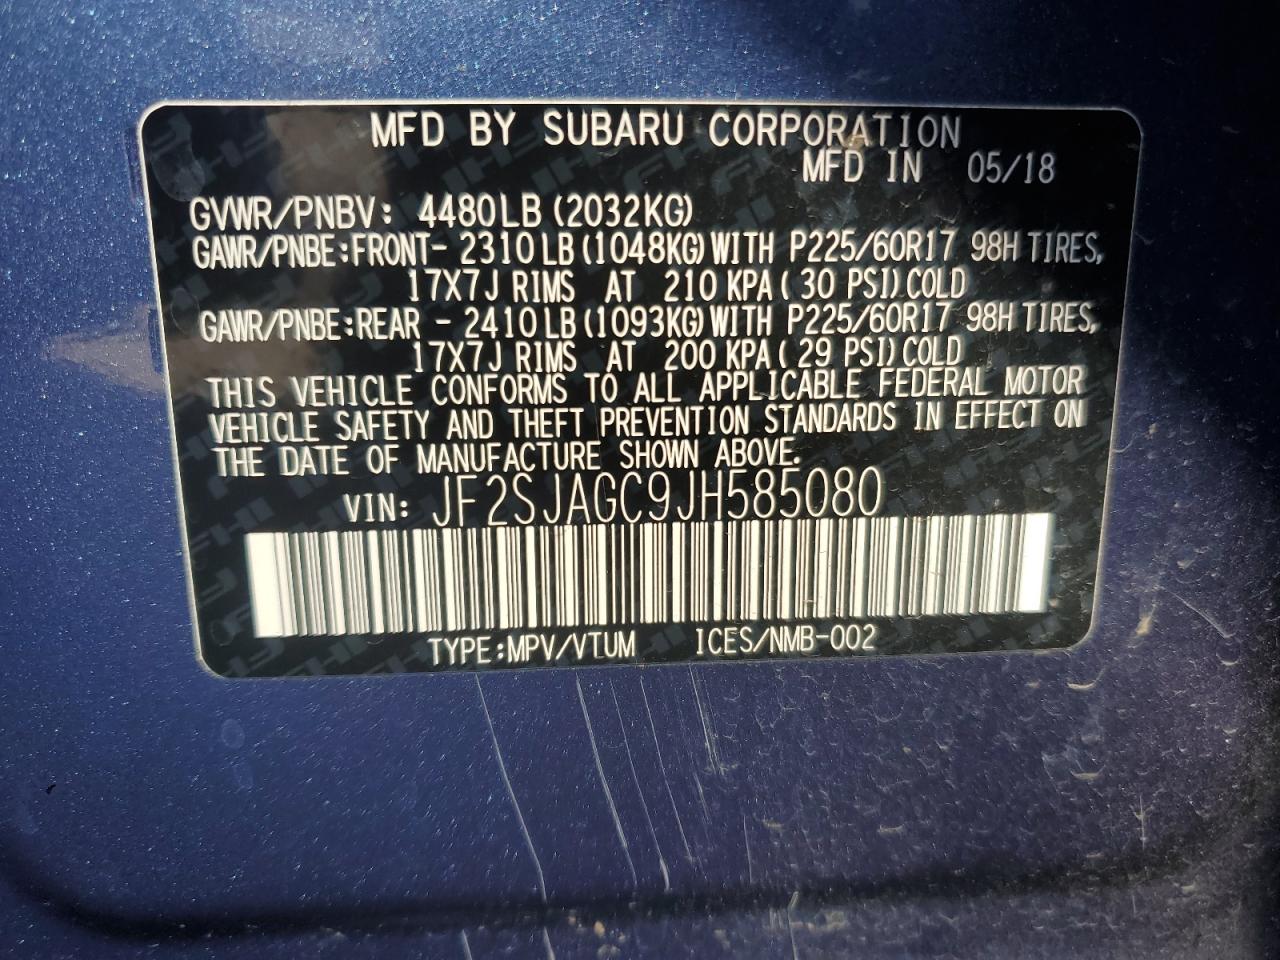 MFD BY SUBARU CORPORATION
MFD IN 05/18
GVWR/PNBV: 4480LB(2032KG)
GAWR/PNBE:FRONT- 2310LB(1048KG)WITH P225/60R17 98H TIRES,
17X7J RIMS AT 210 KPA(30 PSI)COLD
GAWR/PNBE:REAR - 2410LB(1093KG)WITH P225/60R17 98H TIRES,
17X7J RIMS AT 200 KPA(29 PSI)COLD
THIS VEHICLE CONFORMS TO ALL APPLICABLE FEDERAL MOTOR
VEHICLE SAFETY AND THEFT PREVENTION STANDARDS IN EFFECT ON
THE DATE OF MANUFACTURE SHOWN ABOVE.
VIN: JF2SJAGC9JH585080
TYPE:MPV/VTUM ICES/NMB-002